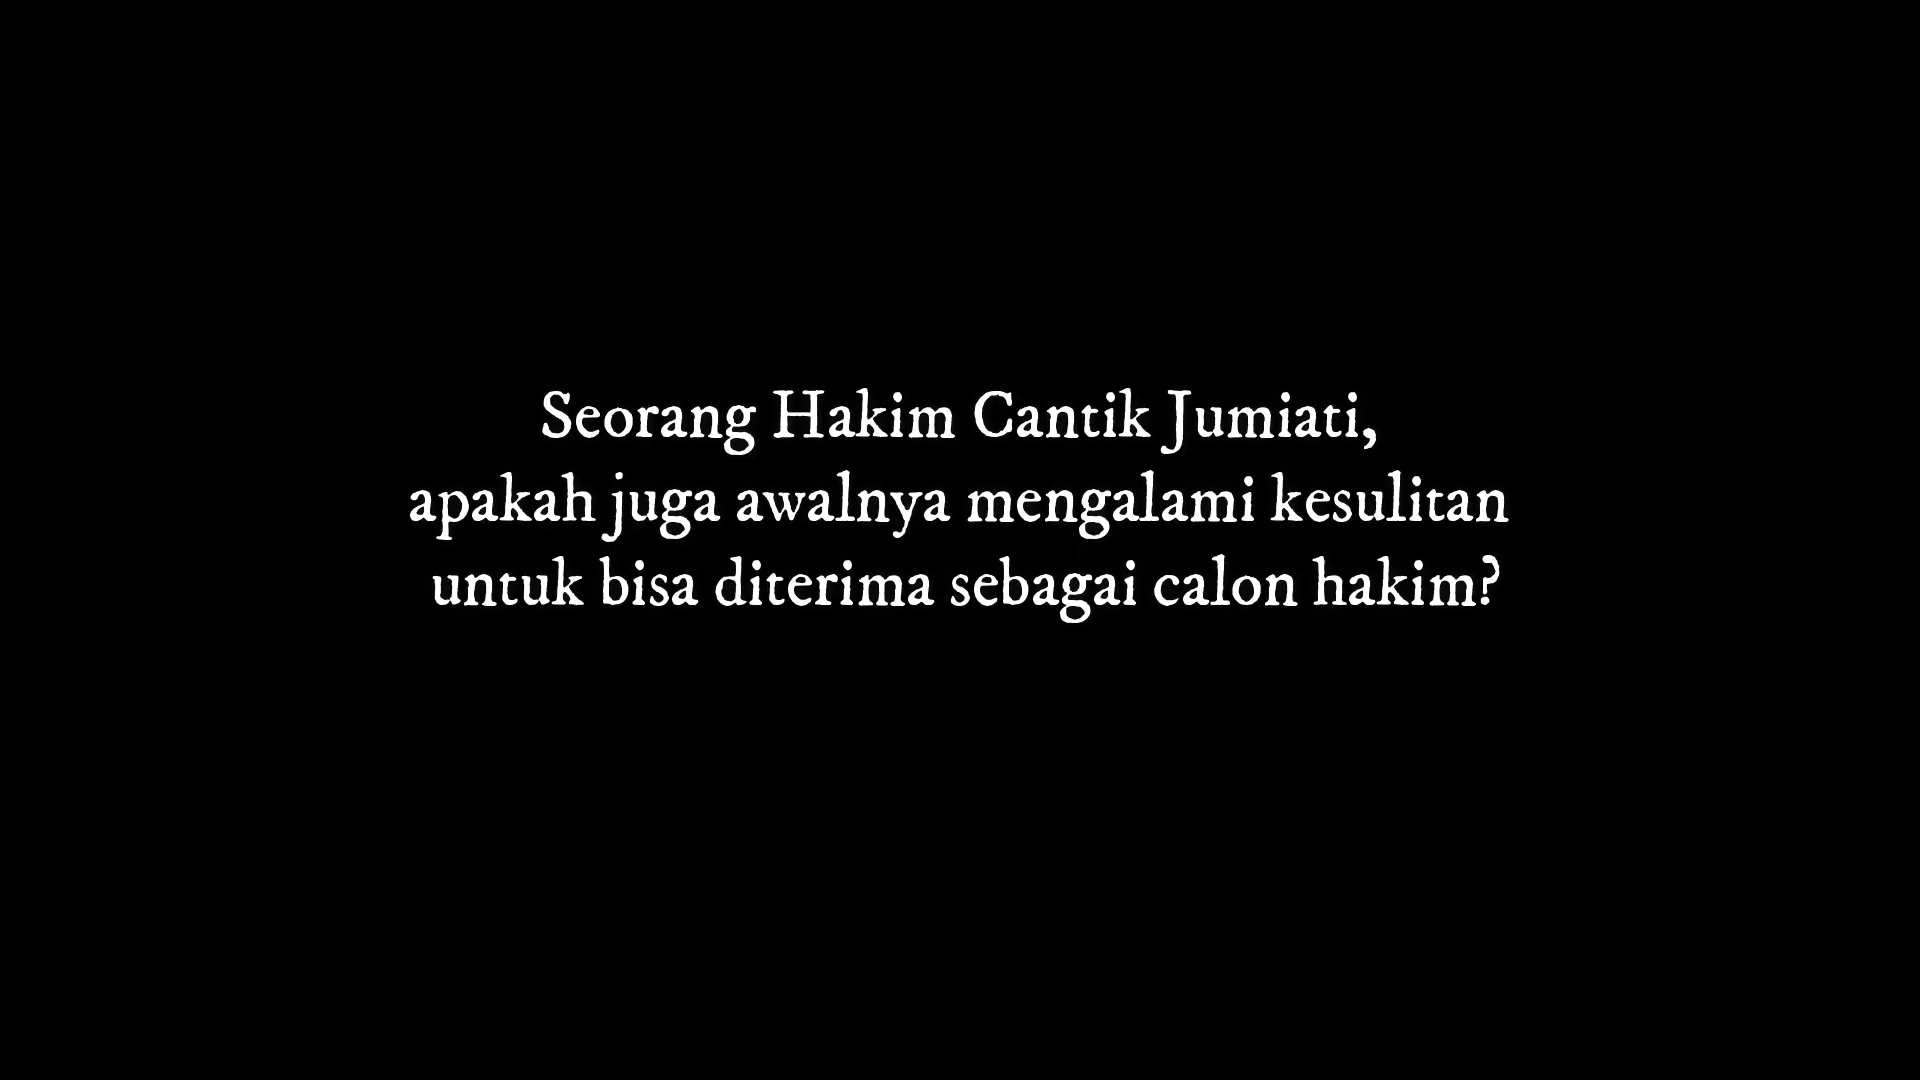 Seorang Hakim Cantik Jumiati,
apakah juga awalnya mengalami kesulitan
untuk bisa diterima sebagai calon hakim?